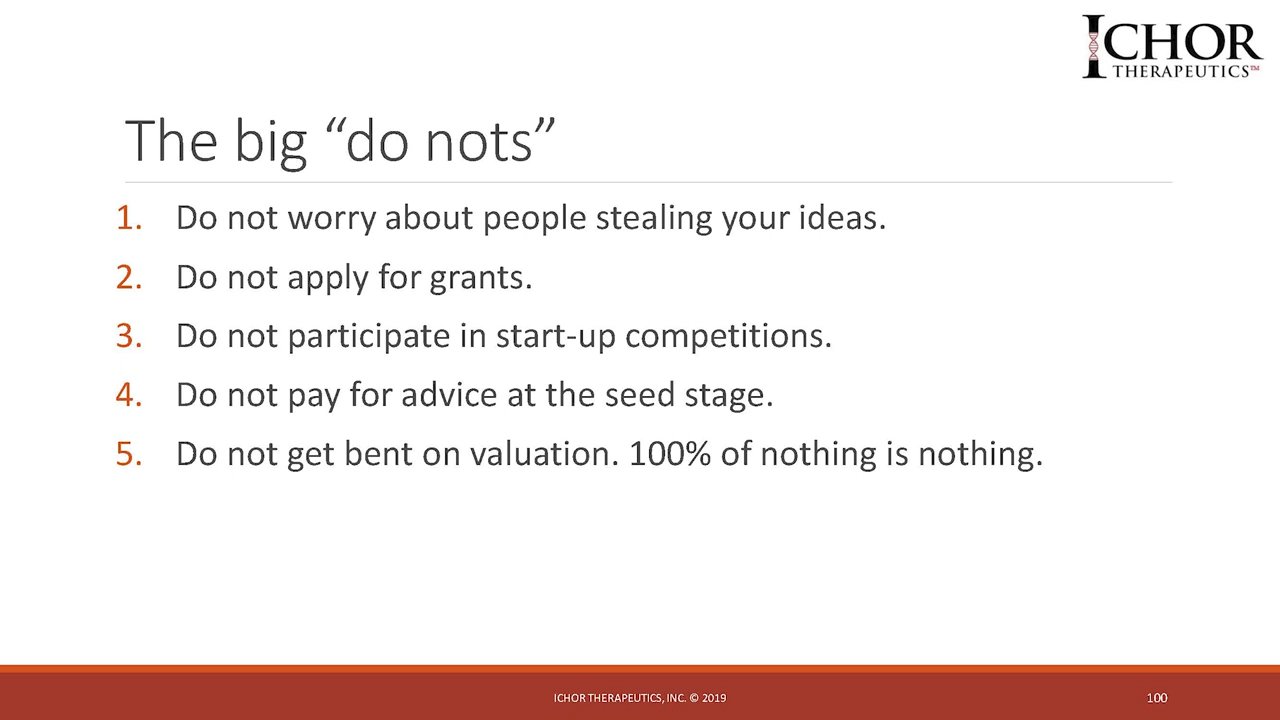 ICHOR
THERAPEUTICS™
The big “do nots”
1. Do not worry about people stealing your ideas.
2. Do not apply for grants.
3. Do not participate in start-up competitions.
4. Do not pay for advice at the seed stage.
5. Do not get bent on valuation. 100% of nothing is nothing.
ICHOR THERAPEUTICS, INC. © 2019
100